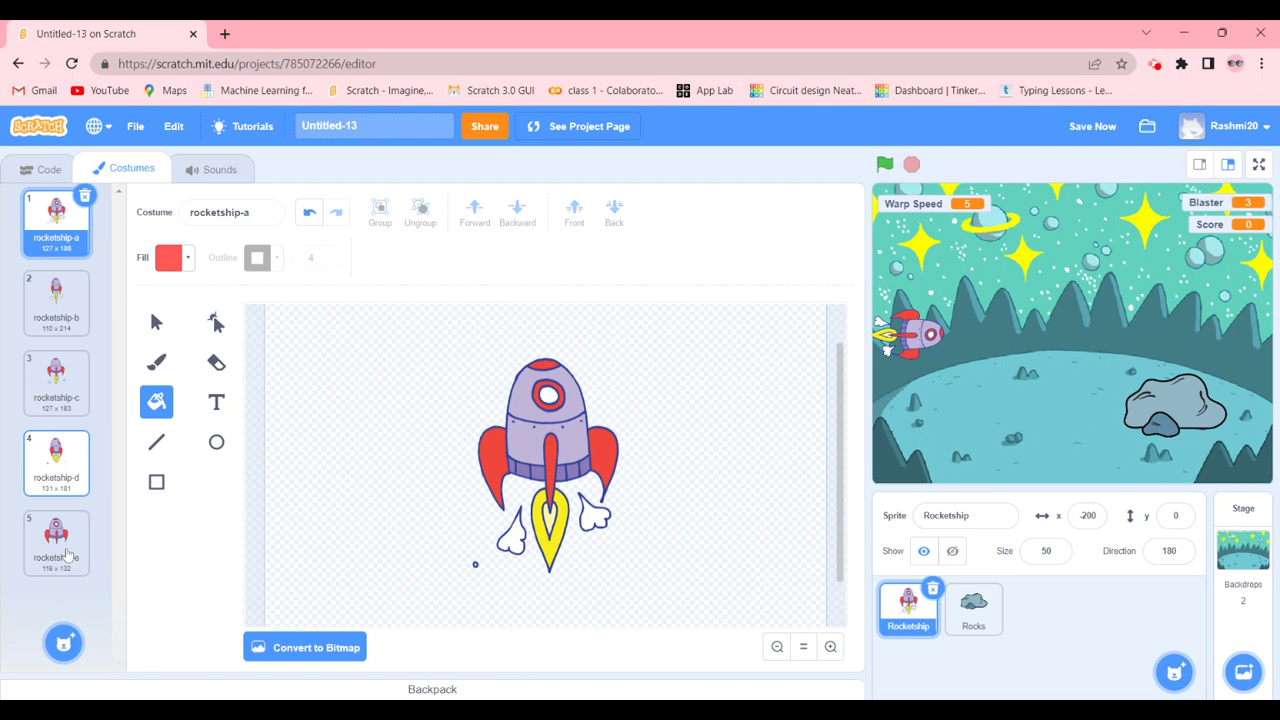 Untitled-13 on Scratch
https://scratch.mit.edu/projects/785072266/editor
Gmail YouTube Maps Machine Learning f... Scratch - Imagine,... Scratch 3.0 GUI class 1 - Colaborato... App Lab Circuit design Neat... Dashboard | Tinker... Typing Lessons - Le...
SCRATCH File Edit Tutorials Untitled-13 Share See Project Page Save Now Rashmi20
Code Costumes Sounds
1
rocketship-a
127 x 186
2
rocketship-b
110 x 214
3
rocketship-c
127 x 183
4
rocketship-d
131 x 181
5
119 x 132
Costume rocketship-a Group Ungroup Forward Backward Front Back
Fill Outline 4
T
Convert to Bitmap
Backpack
Warp Speed 5
Blaster 3
Score 0
Sprite Rocketship x -200 y 0
Show Size 50 Direction 180
Rocketship Rocks
Stage
Backdrops
2